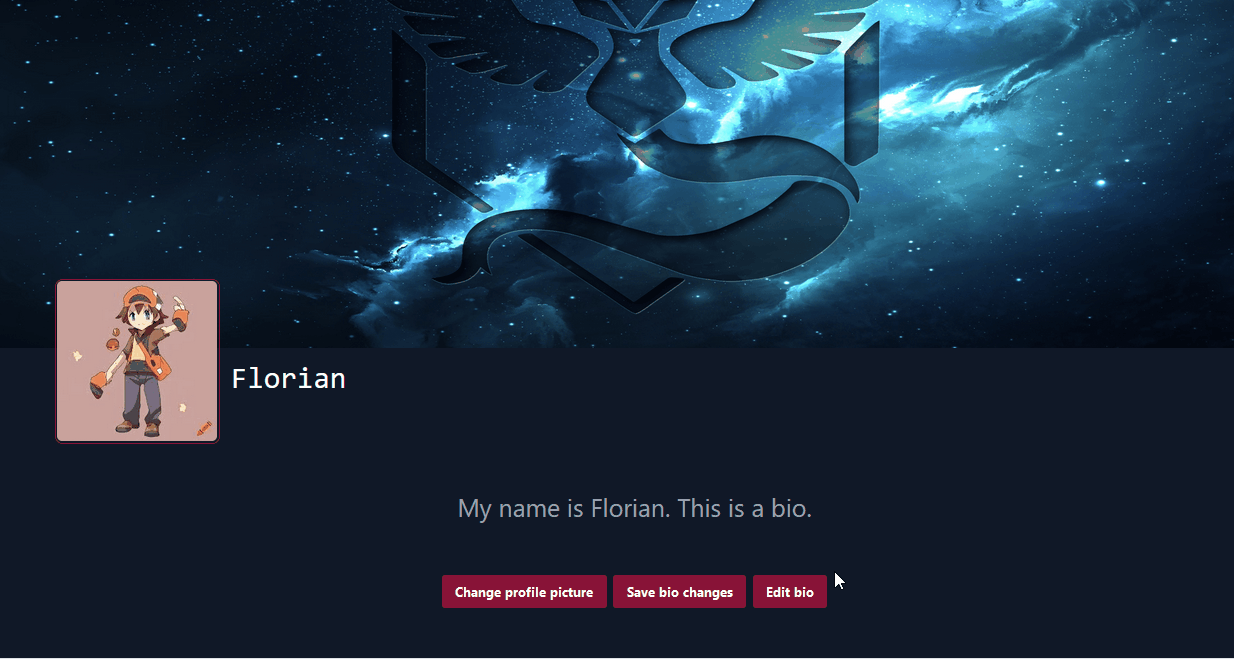 Florian
My name is Florian. This is a bio.
Change profile picture Save bio changes Edit bio